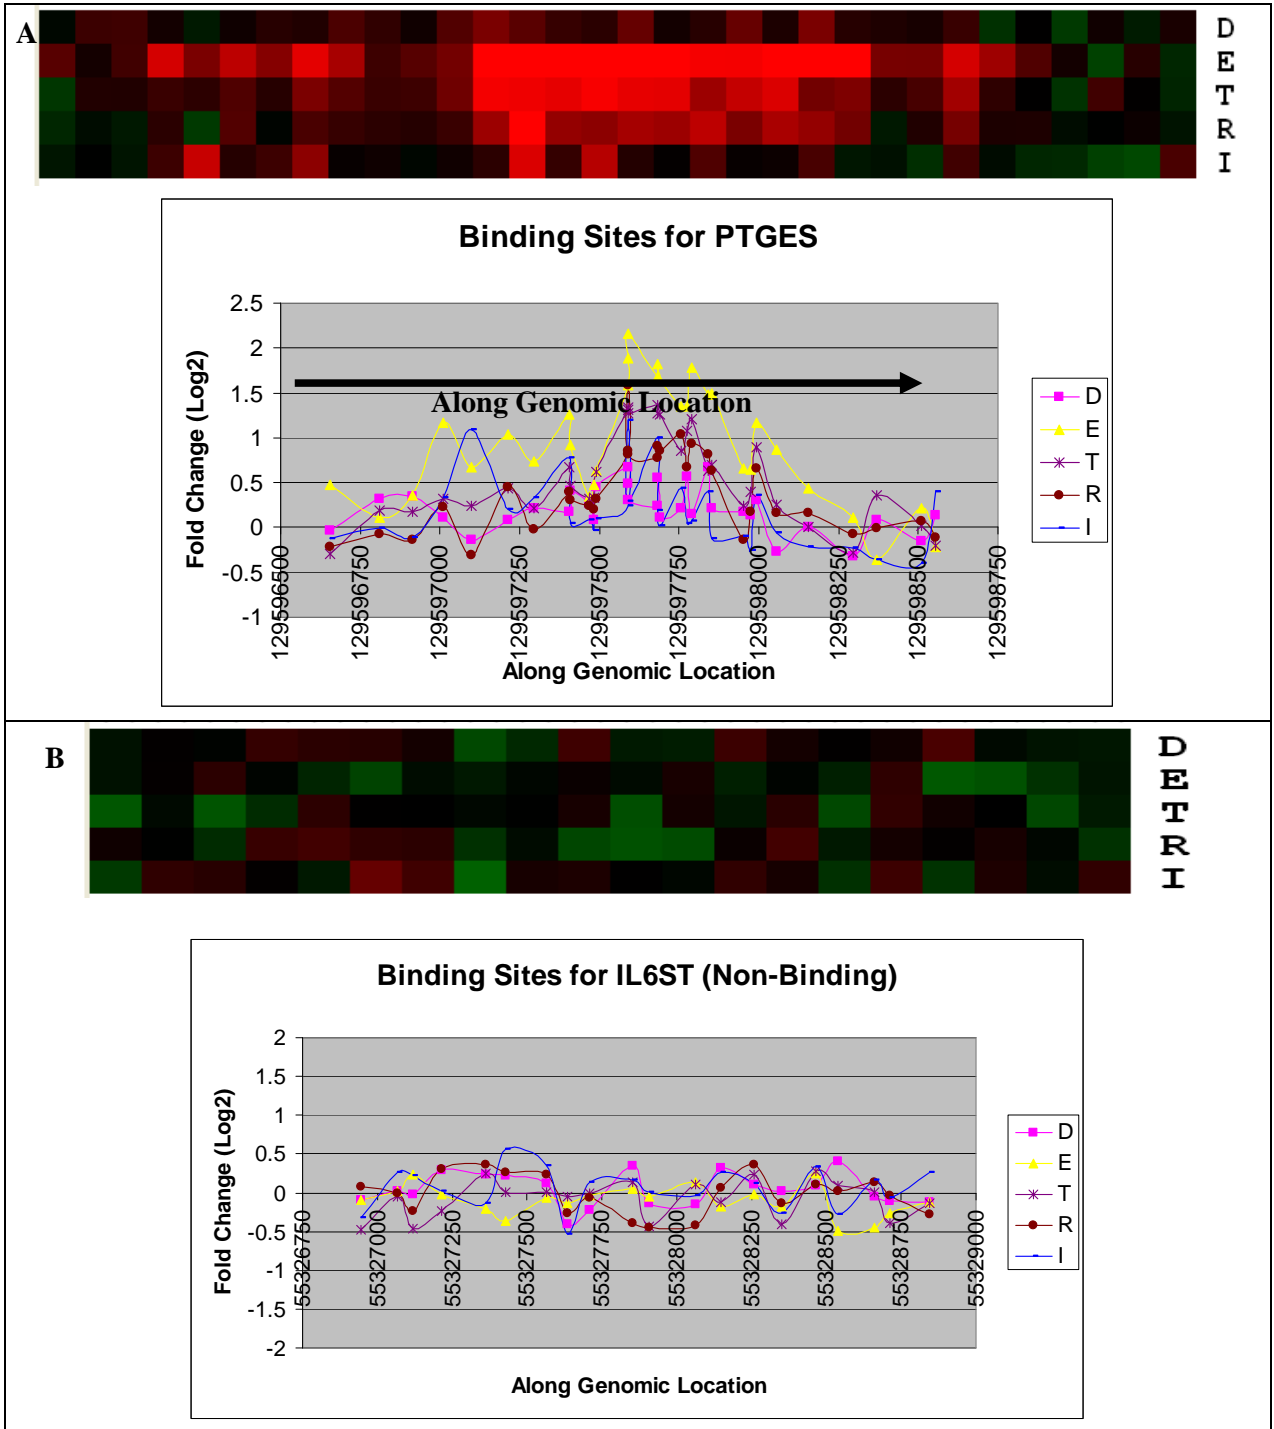 A
D
E
T
R
I
Binding Sites for PTGES
Fold Change (Log2)
2.5
2
1.5
1
0.5
0
-0.5
-1
Along Genomic Location
129596500
129596750
129597000
129597250
129597500
129597750
129598000
129598250
129598500
129598750
Along Genomic Location
D
E
T
R
I
B
D
E
T
R
I
Binding Sites for IL6ST (Non-Binding)
Fold Change (Log2)
2
1.5
1
0.5
0
-0.5
-1
-1.5
-2
55326750
55327000
55327250
55327500
55327750
55328000
55328250
55328500
55328750
55329000
Along Genomic Location
D
E
T
R
I